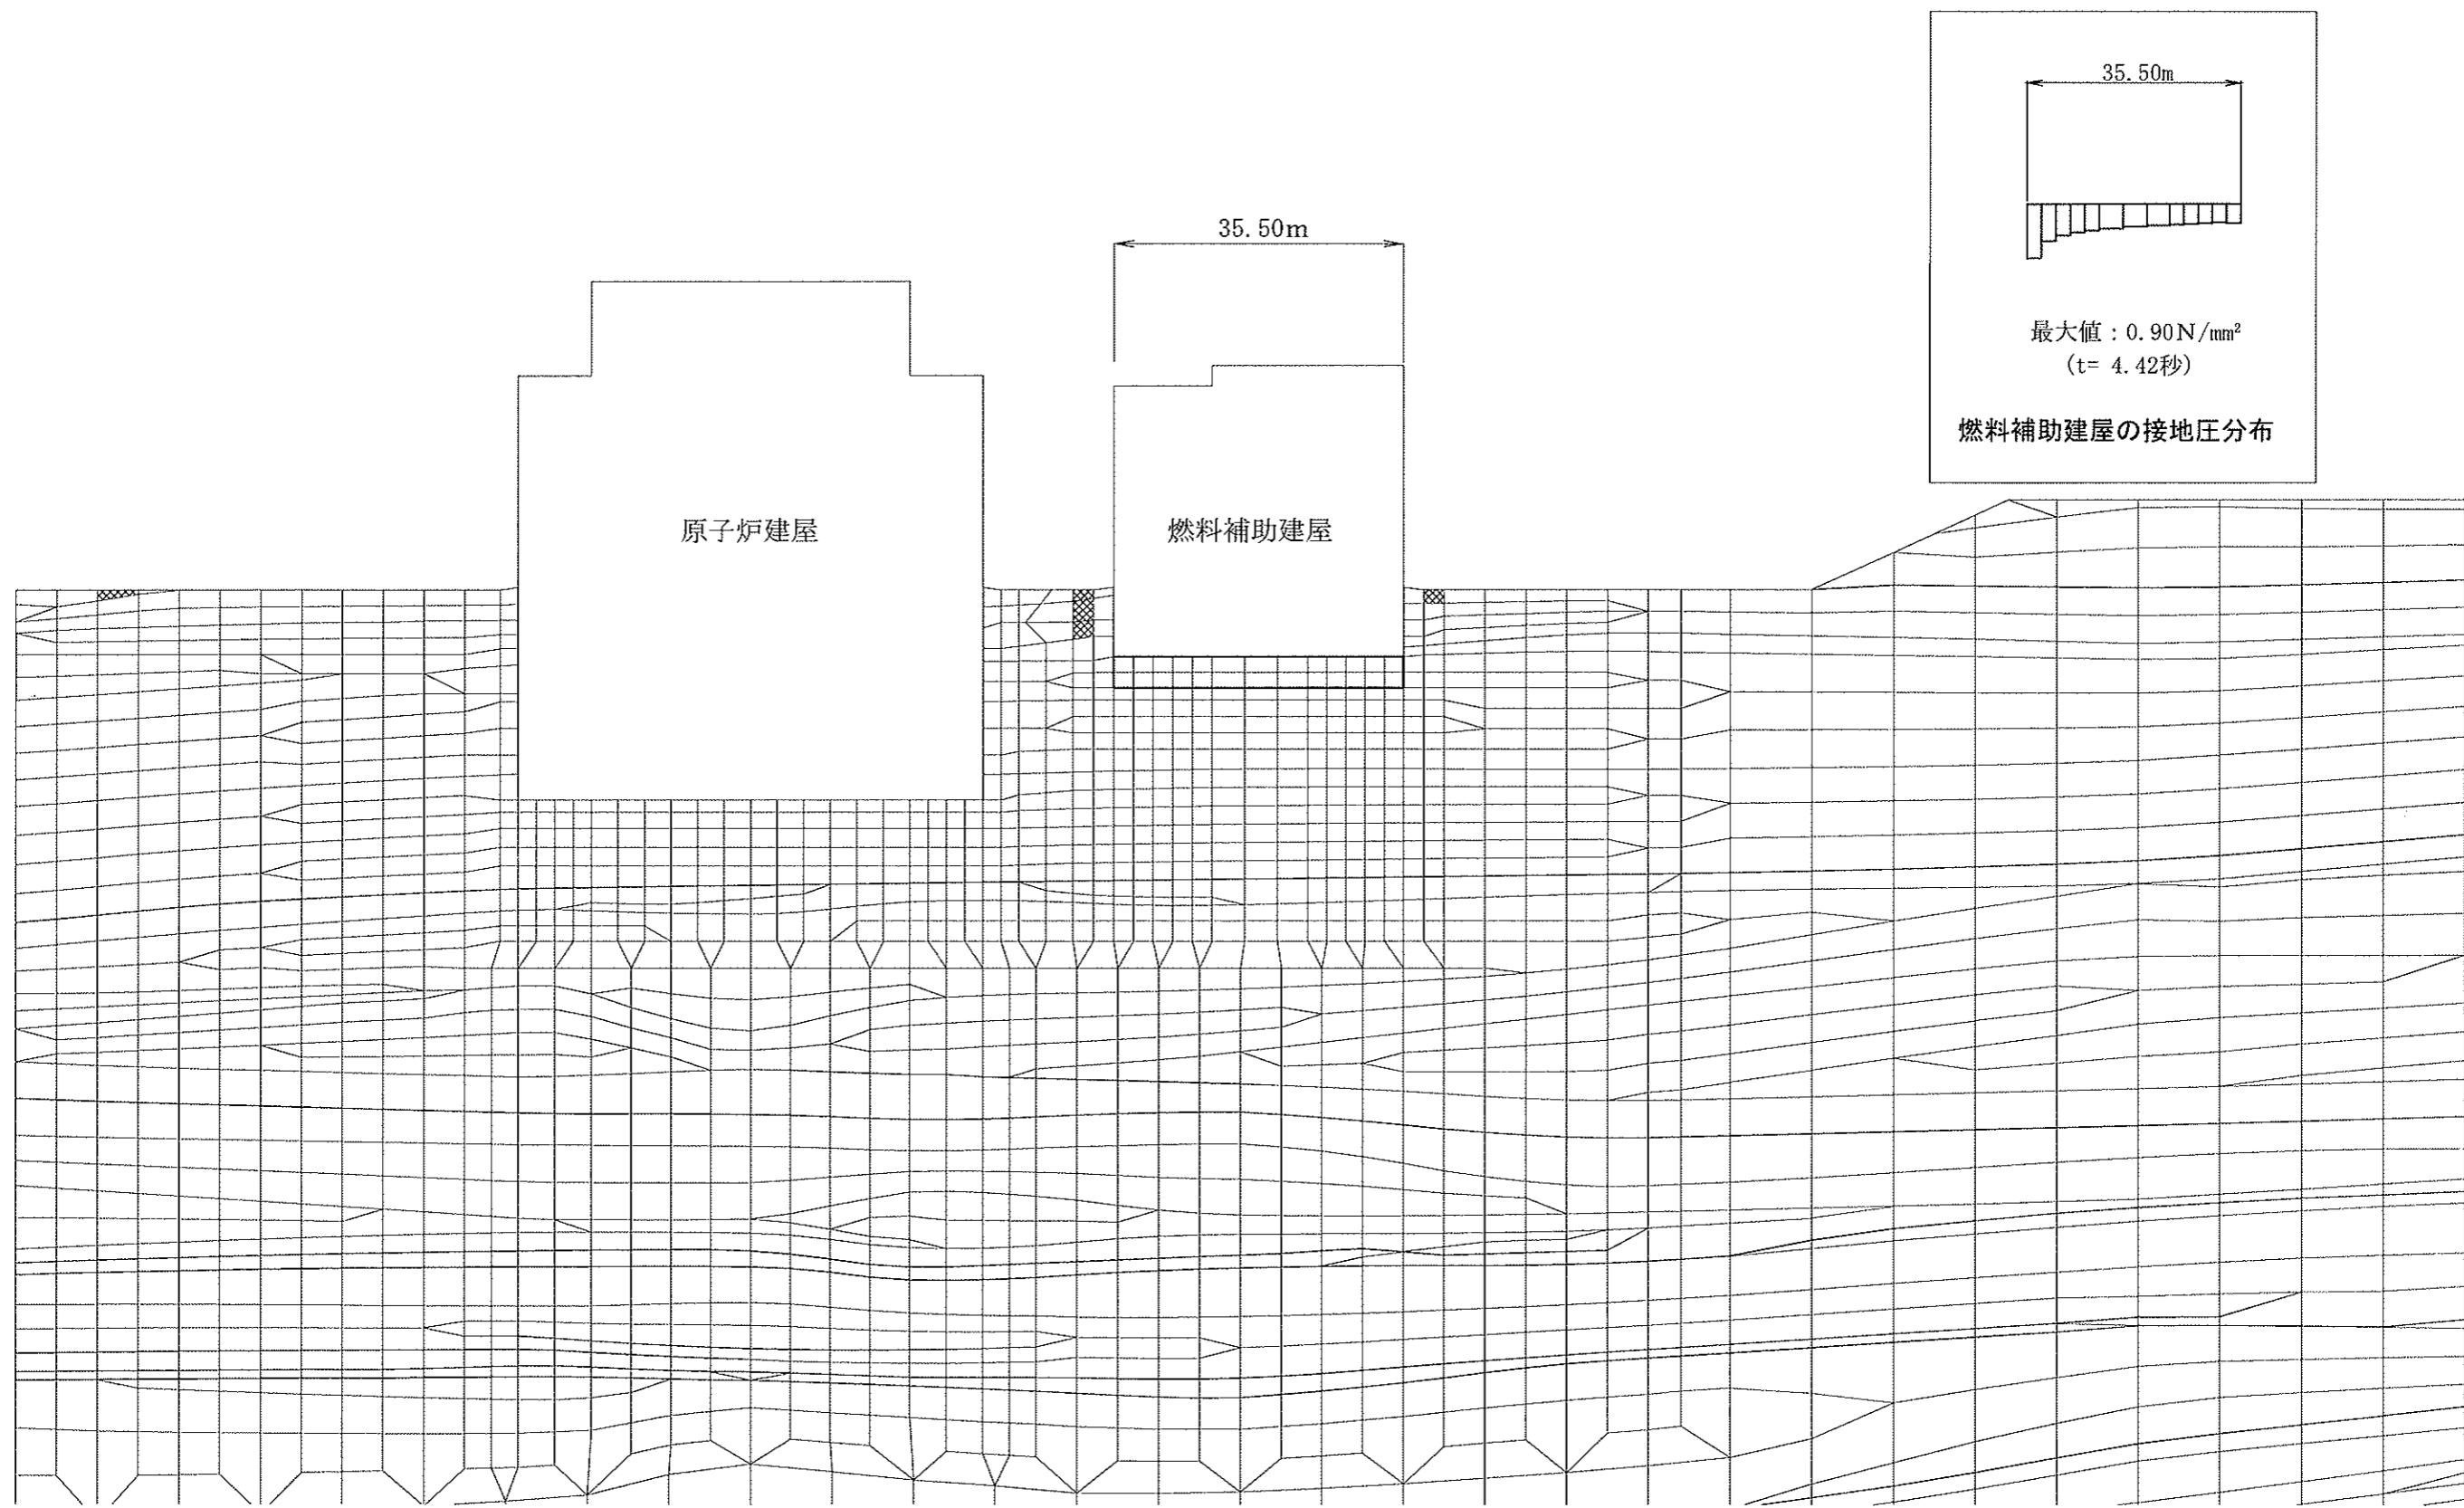 35.50m
35.50m
最大値：0.90N/mm²
(t= 4.42秒)
燃料補助建屋の接地圧分布
原子炉建屋
燃料補助建屋